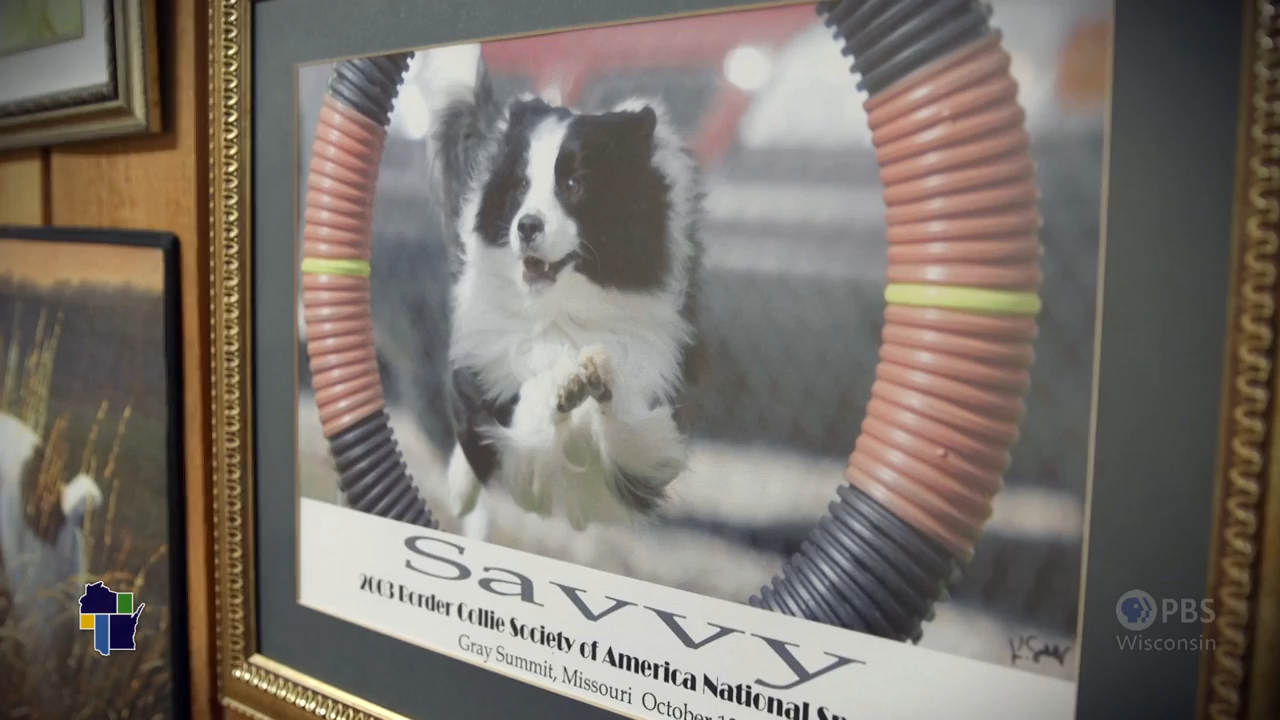 Savvy
2003 Border Collie Society of America National
Gray Summit, Missouri October
PBS
Wisconsin